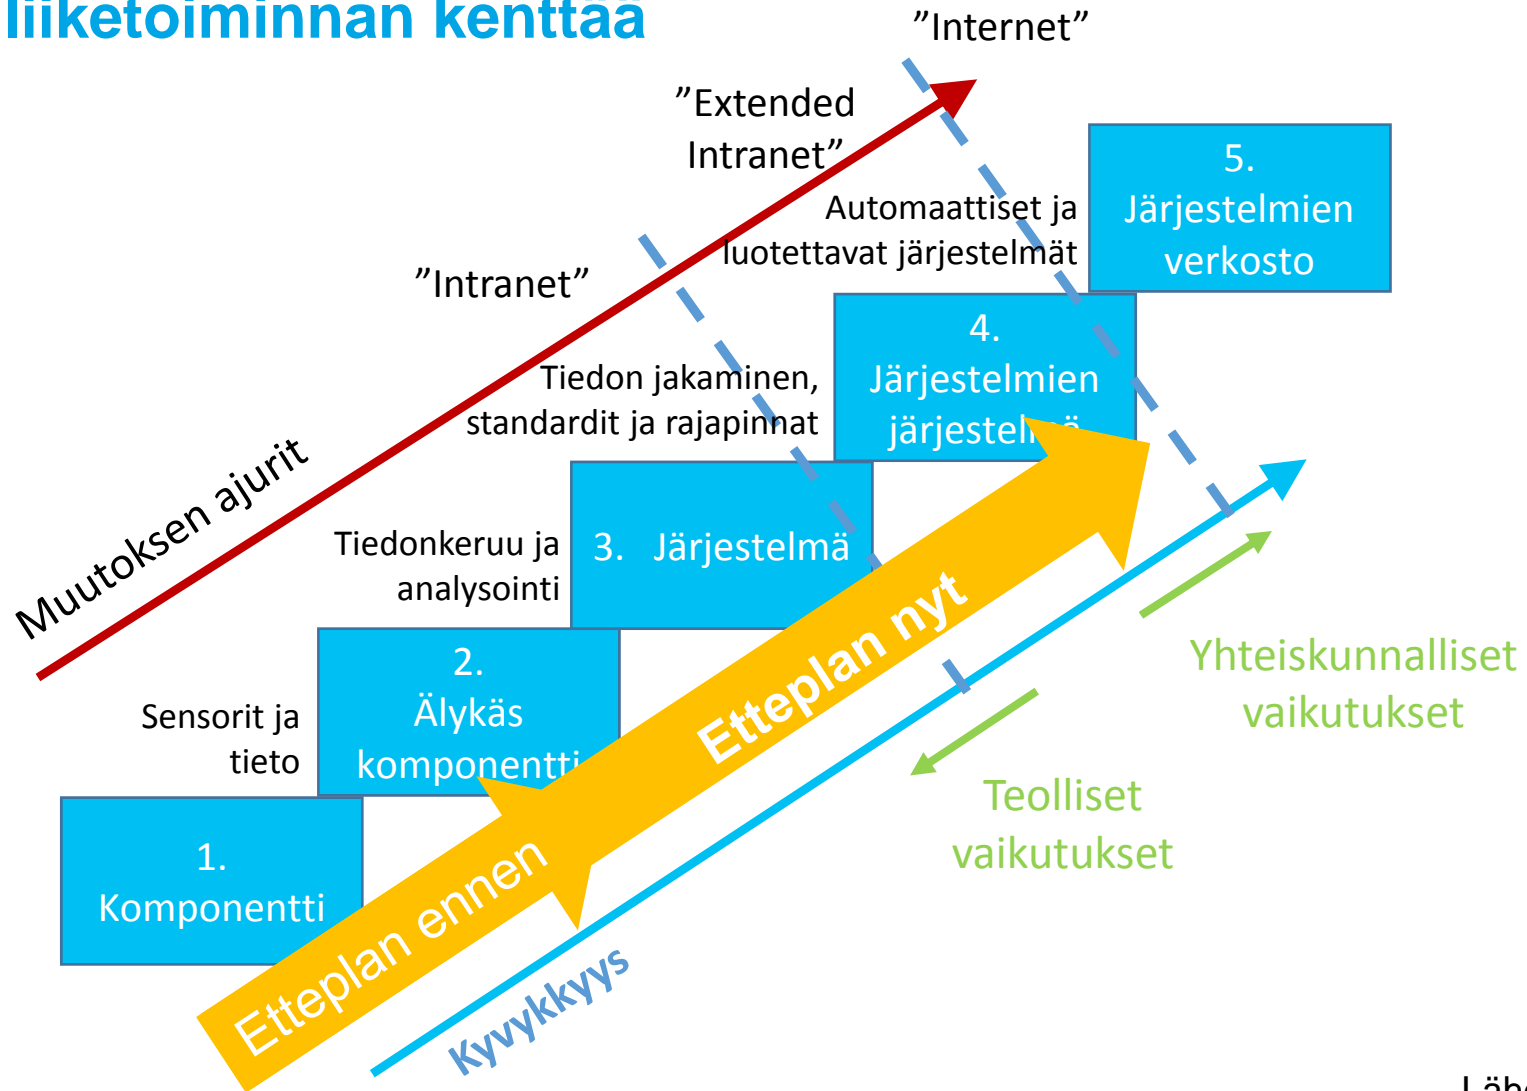 liiketoiminnan kenttää
”Internet”
”Extended
Intranet”
5.
Järjestelmien
verkosto
Automaattiset ja
luotettavat järjestelmät
”Intranet”
4.
Järjestelmien
järjestelmä
Tiedon jakaminen,
standardit ja rajapinnat
Muutoksen ajurit
3. Järjestelmä
Tiedonkeruu ja
analysointi
Etteplan nyt
2.
Älykäs
komponentti
Yhteiskunnalliset
vaikutukset
Sensorit ja
tieto
Teolliset
vaikutukset
1.
Komponentti
Etteplan ennen
Kyvykkyys